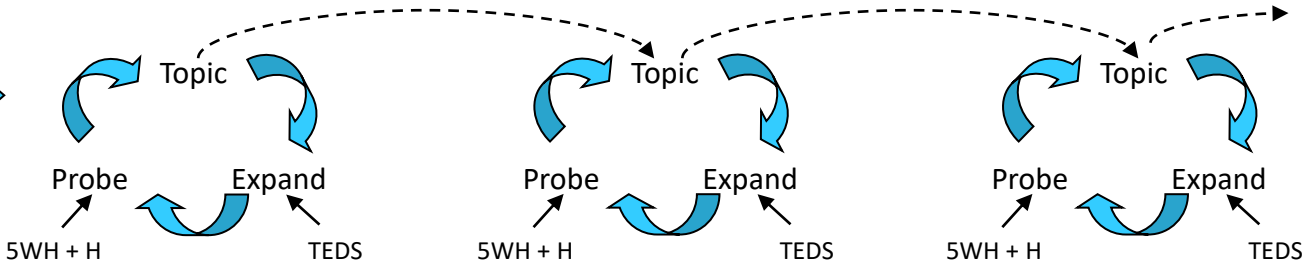 Topic Topic Topic
Probe Expand Probe Expand Probe Expand
5WH + H TEDS 5WH + H TEDS 5WH + H TEDS